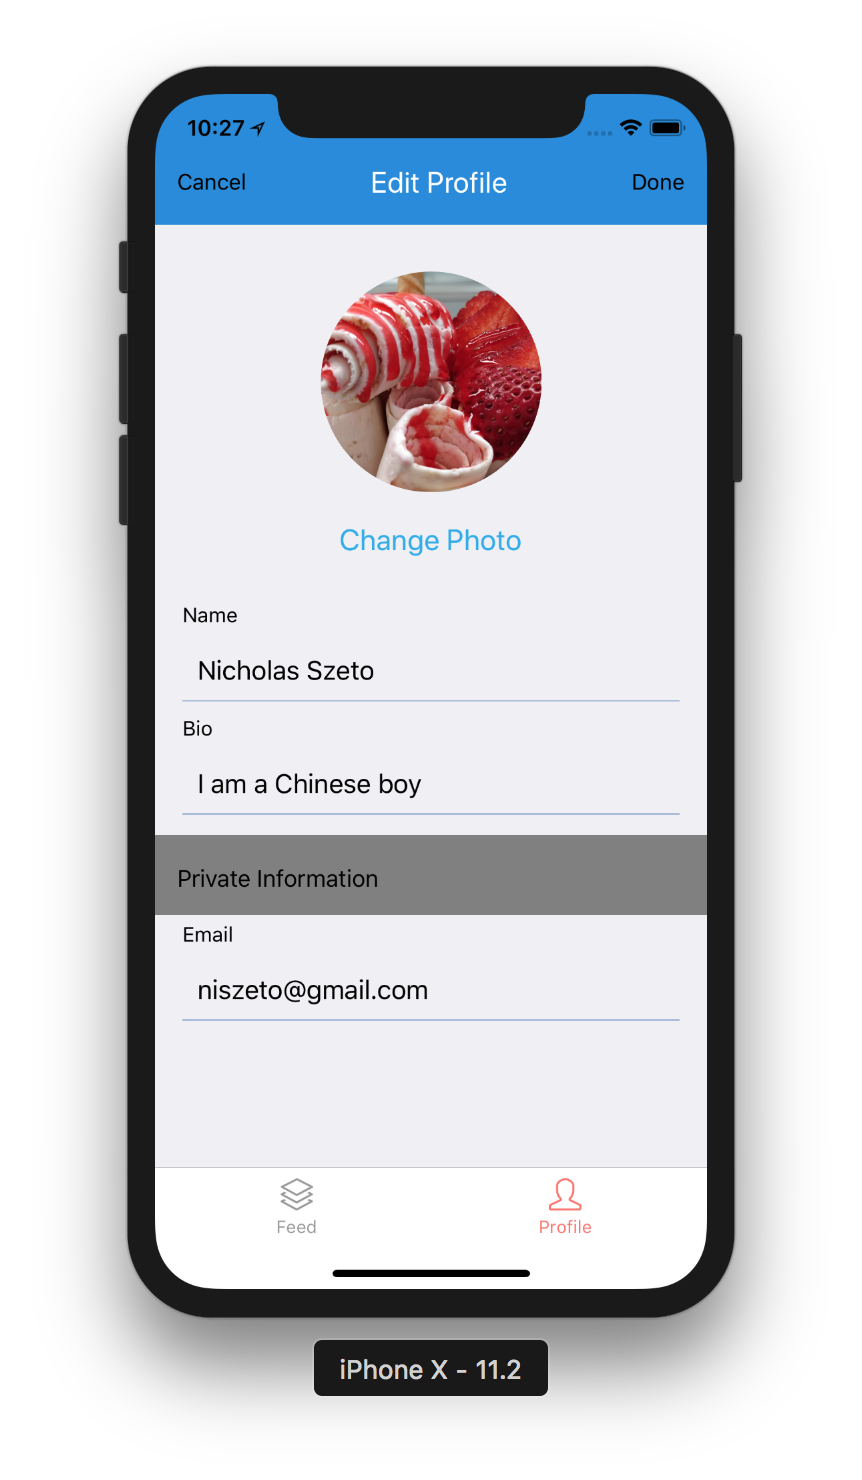 10:27
Cancel Edit Profile Done
Change Photo
Name
Nicholas Szeto
Bio
I am a Chinese boy
Private Information
Email
niszeto@gmail.com
Feed Profile
iPhone X - 11.2